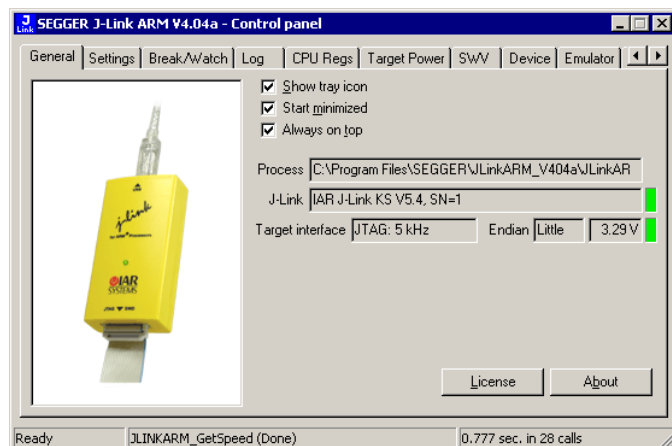 SEGGER J-Link ARM V4.04a - Control panel
General Settings Break/Watch Log CPU Regs Target Power SWV Device Emulator
Show tray icon
Start minimized
Always on top
Process C:\Program Files\SEGGER\JLinkARM_V404a\JLinkAR
J-Link IAR J-Link KS V5.4, SN=1
Target interface JTAG: 5 kHz Endian Little 3.29 V
j-link
IAR
SYSTEMS
License About
Ready JLINKARM_GetSpeed (Done) 0.777 sec. in 28 calls